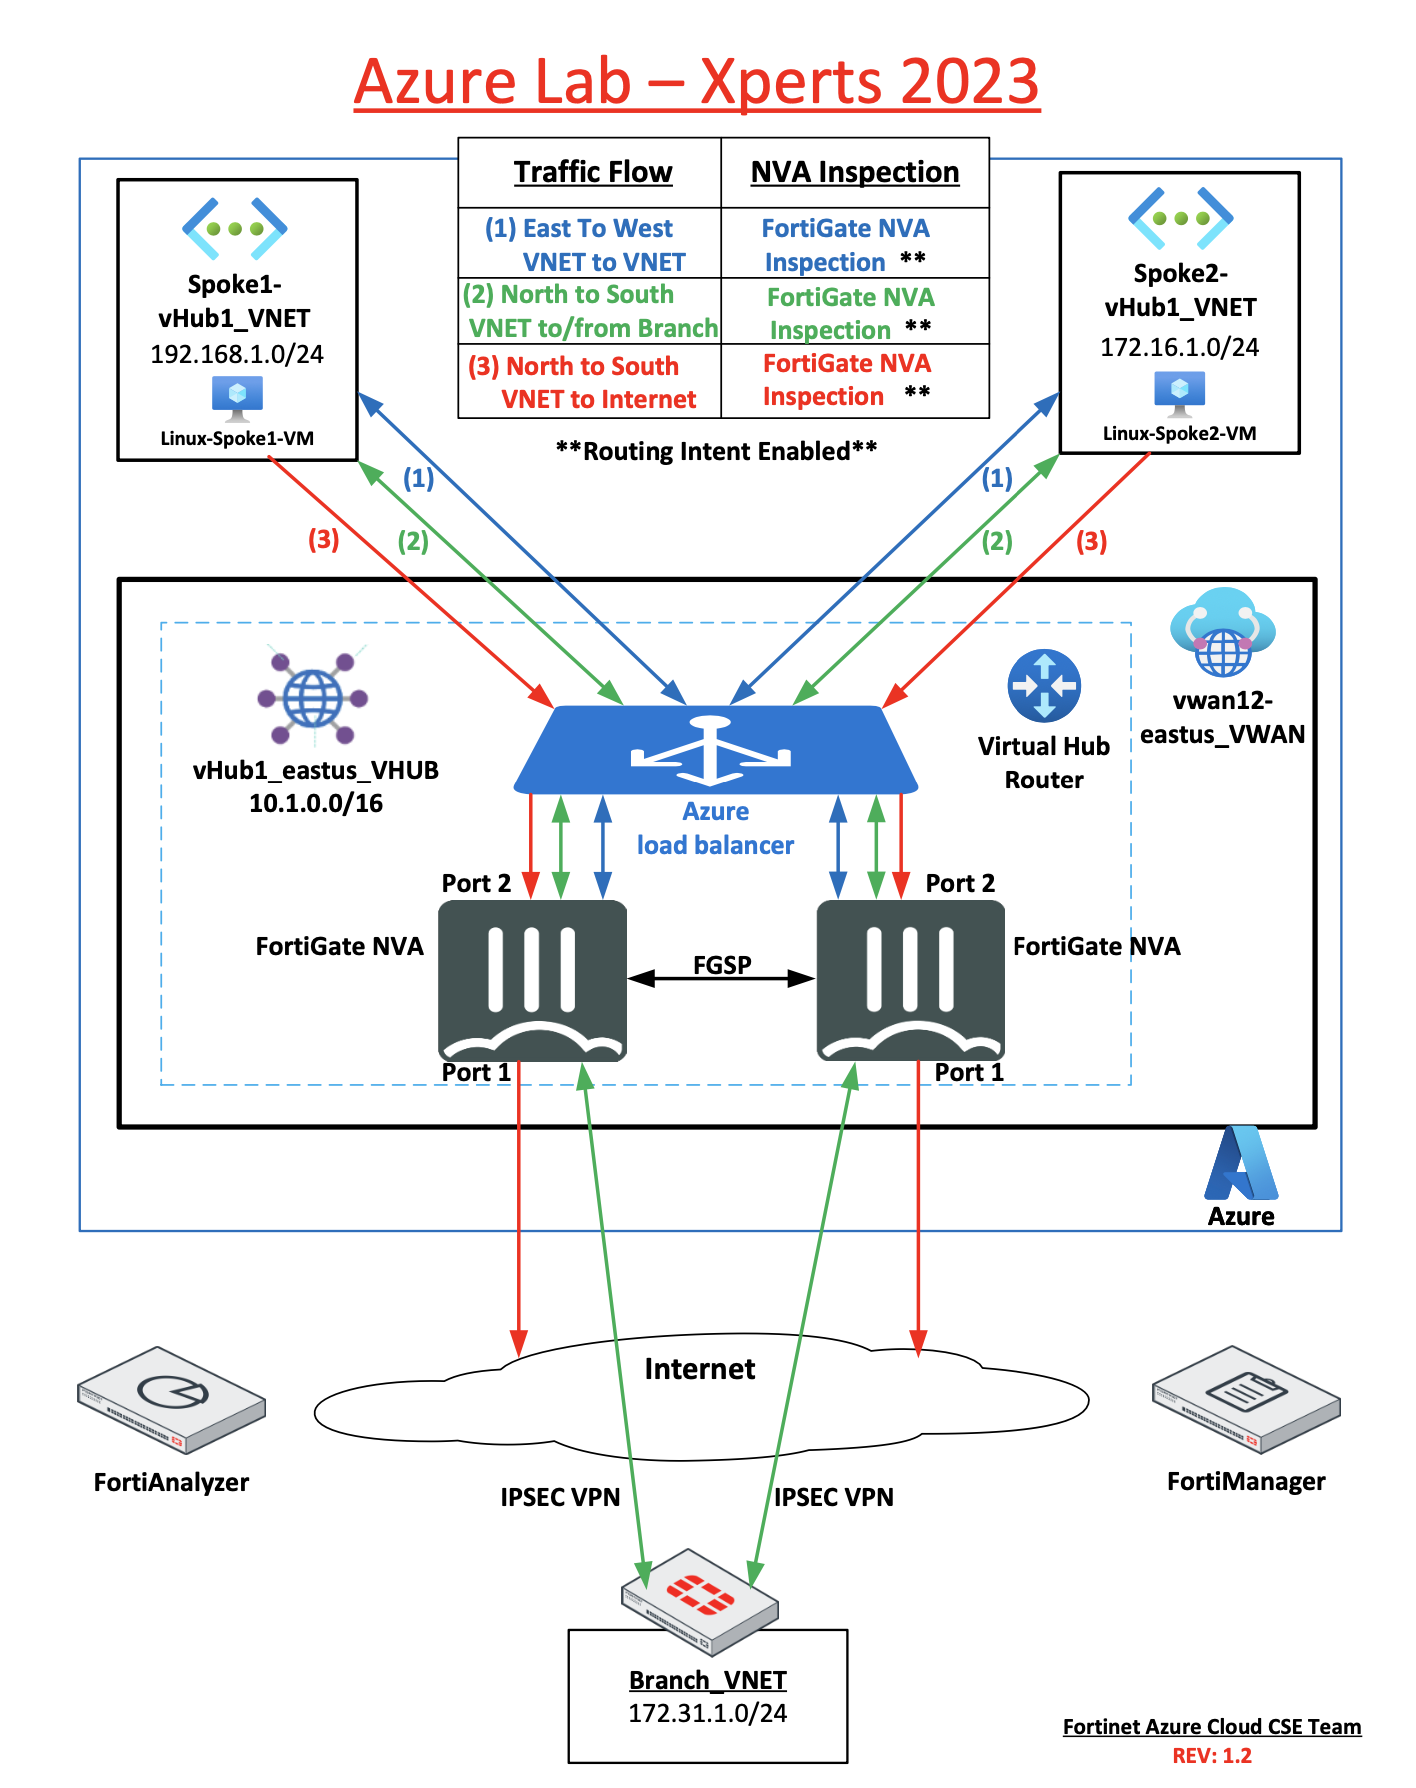 Azure Lab – Xperts 2023
Traffic Flow
NVA Inspection
(1) East To West
VNET to VNET
FortiGate NVA
Inspection **
(2) North to South
VNET to/from Branch
FortiGate NVA
Inspection **
(3) North to South
VNET to Internet
FortiGate NVA
Inspection **
**Routing Intent Enabled**
Spoke1-
vHub1_VNET
192.168.1.0/24
Linux-Spoke1-VM
Spoke2-
vHub1_VNET
172.16.1.0/24
Linux-Spoke2-VM
(1)
(2)
(3)
(1)
(2)
(3)
vHub1_eastus_VHUB
10.1.0.0/16
Virtual Hub
Router
vwan12-
eastus_VWAN
Azure
load balancer
Port 2
Port 2
FortiGate NVA
FGSP
FortiGate NVA
Port 1
Port 1
Azure
Internet
FortiAnalyzer
FortiManager
IPSEC VPN
IPSEC VPN
Branch_VNET
172.31.1.0/24
Fortinet Azure Cloud CSE Team
REV: 1.2